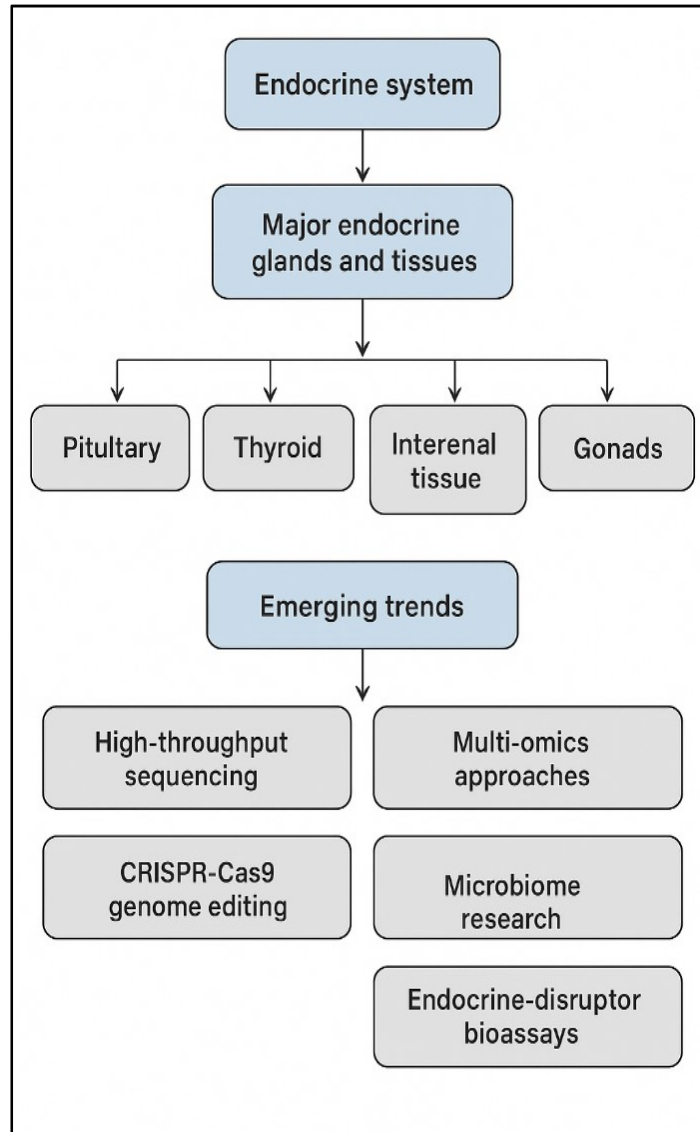 Endocrine system
Major endocrine
glands and tissues
Pitultary
Thyroid
Interenal
tissue
Gonads
Emerging trends
High-throughput
sequencing
Multi-omics
approaches
CRISPR-Cas9
genome editing
Microbiome
research
Endocrine-disruptor
bioassays